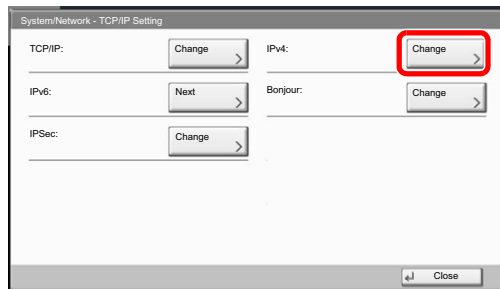 System/Network - TCP/IP Setting
TCP/IP: Change IPv4: Change
IPv6: Next Bonjour: Change
IPSec: Change
Close